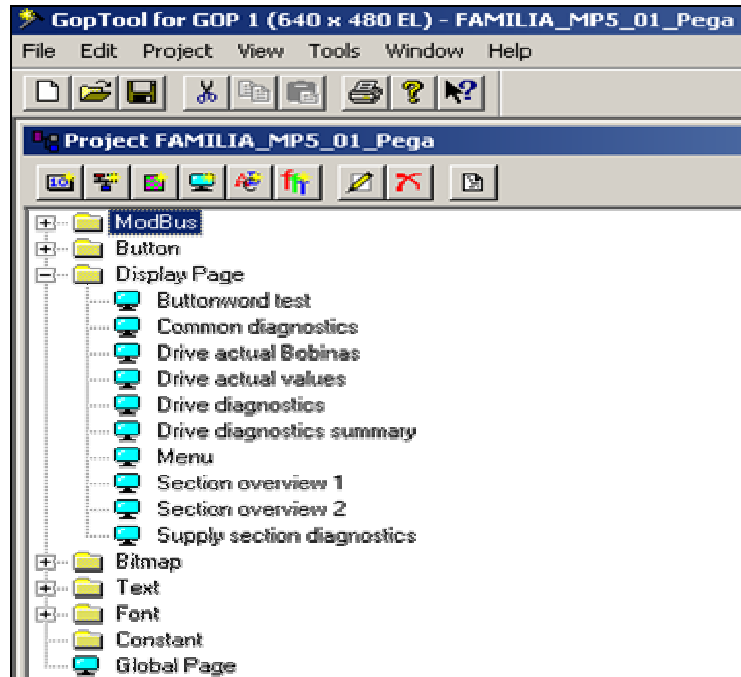 GopTool for GOP 1 (640 x 480 EL) - FAMILIA_MP5_01_Pega
File Edit Project View Tools Window Help
Project FAMILIA_MP5_01_Pega
ModBus
Button
Display Page
Buttonword test
Common diagnostics
Drive actual Bobinas
Drive actual values
Drive diagnostics
Drive diagnostics summary
Menu
Section overview 1
Section overview 2
Supply section diagnostics
Bitmap
Text
Font
Constant
Global Page